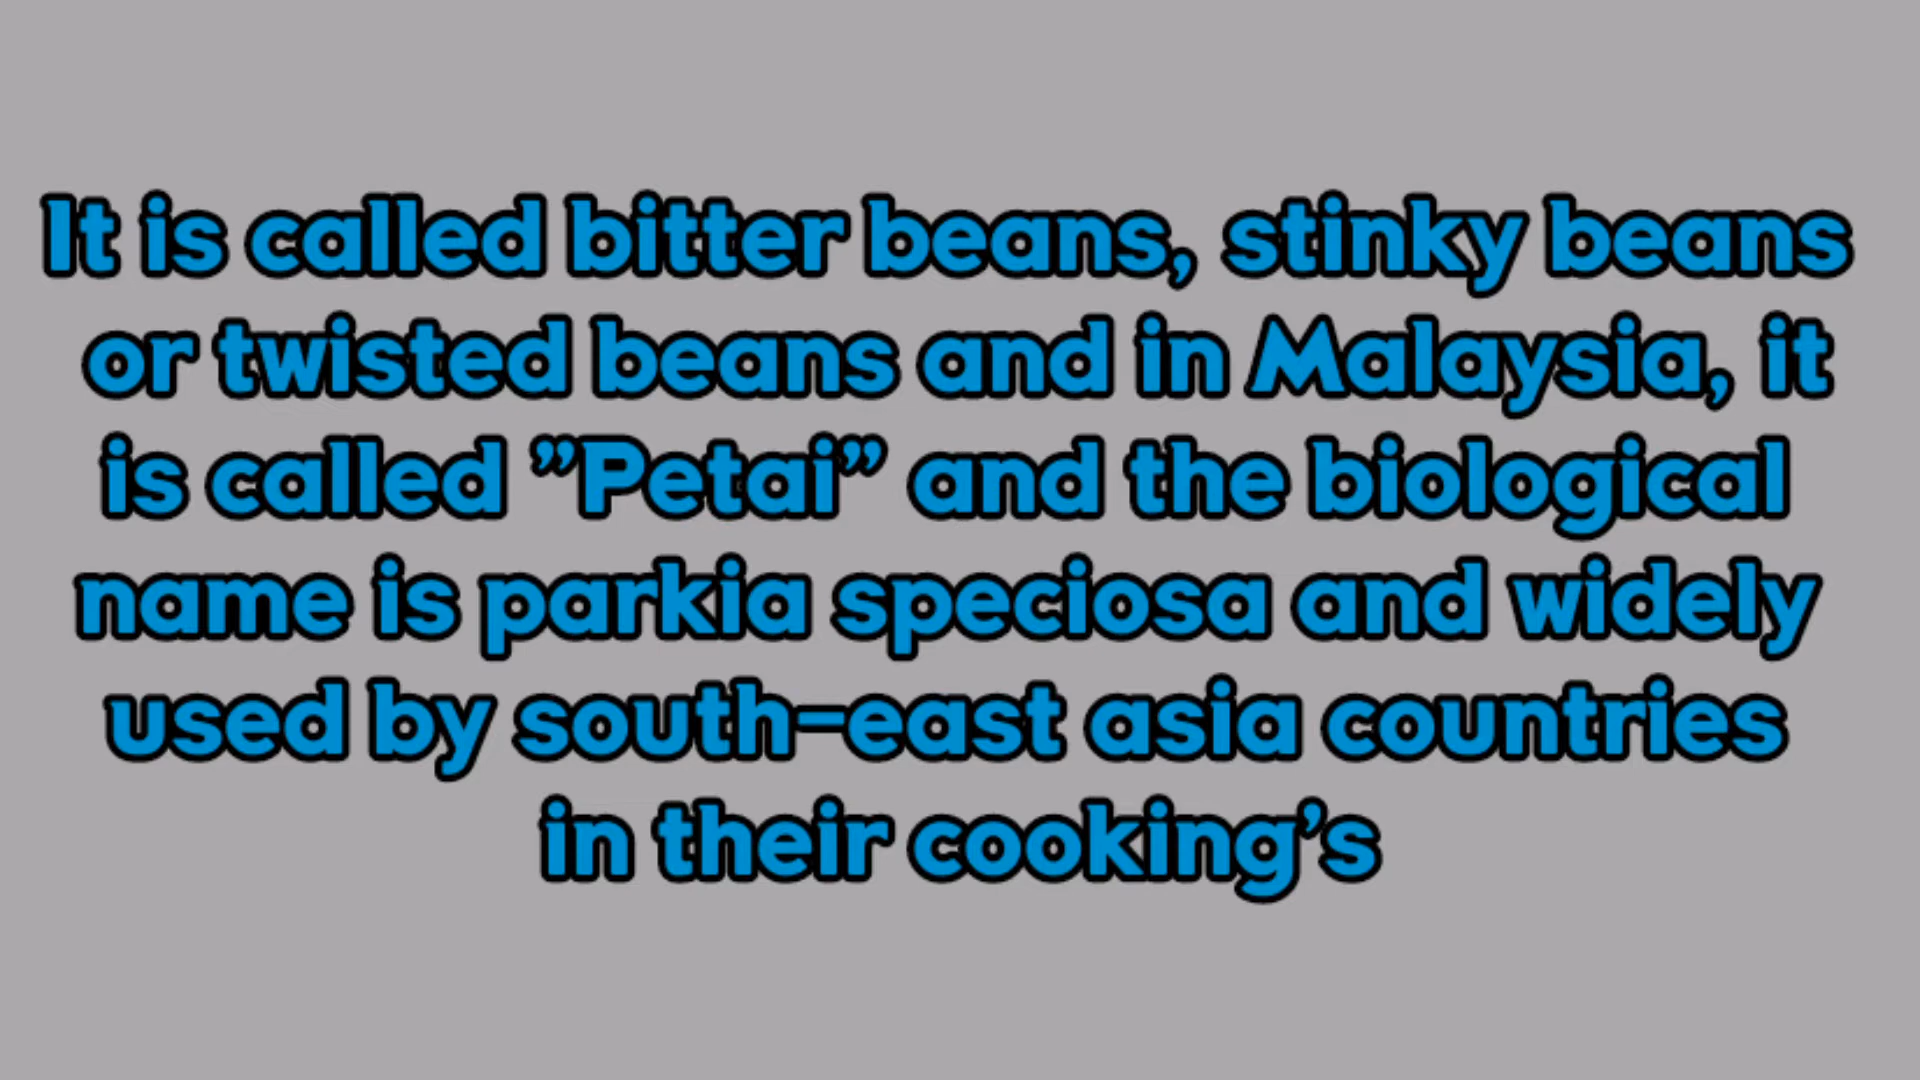 It is called bitter beans, stinky beans
or twisted beans and in Malaysia, it
is called ”Petai” and the biological
name is parkia speciosa and widely
used by south-east asia countries
in their cooking’s